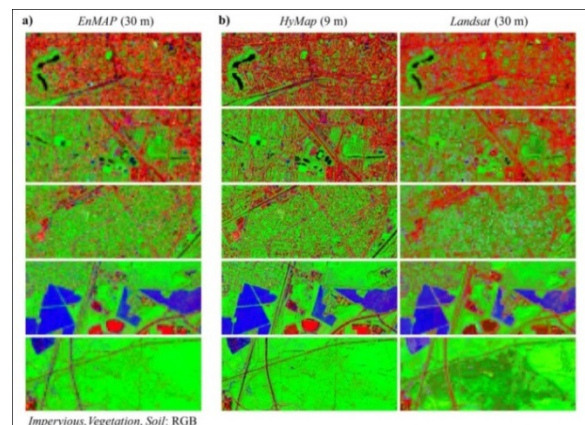 a) EnMAP (30 m) b) HyMap (9 m) Landsat (30 m)
Impervious, Vegetation, Soil: RGB